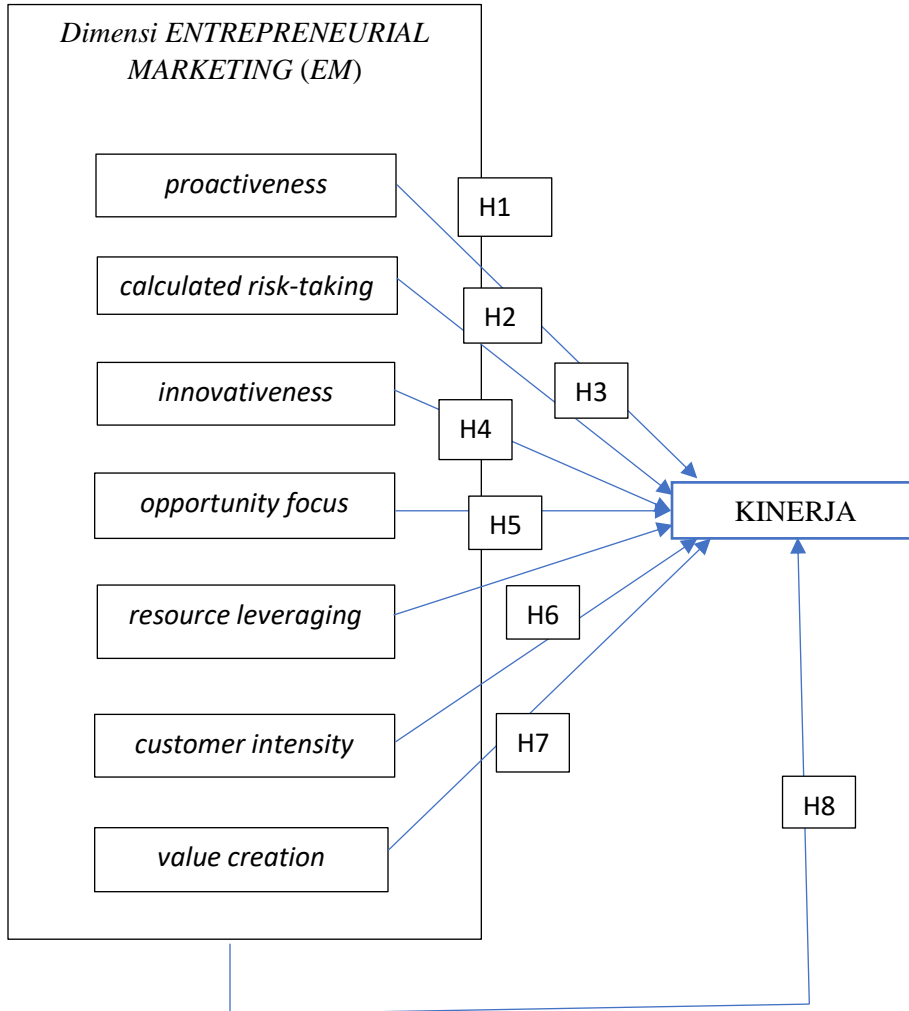 Dimensi ENTREPRENEURIAL
MARKETING (EM)
proactiveness
H1
calculated risk-taking
H2
innovativeness
H3
H4
opportunity focus
H5
KINERJA
resource leveraging
H6
customer intensity
H7
H8
value creation